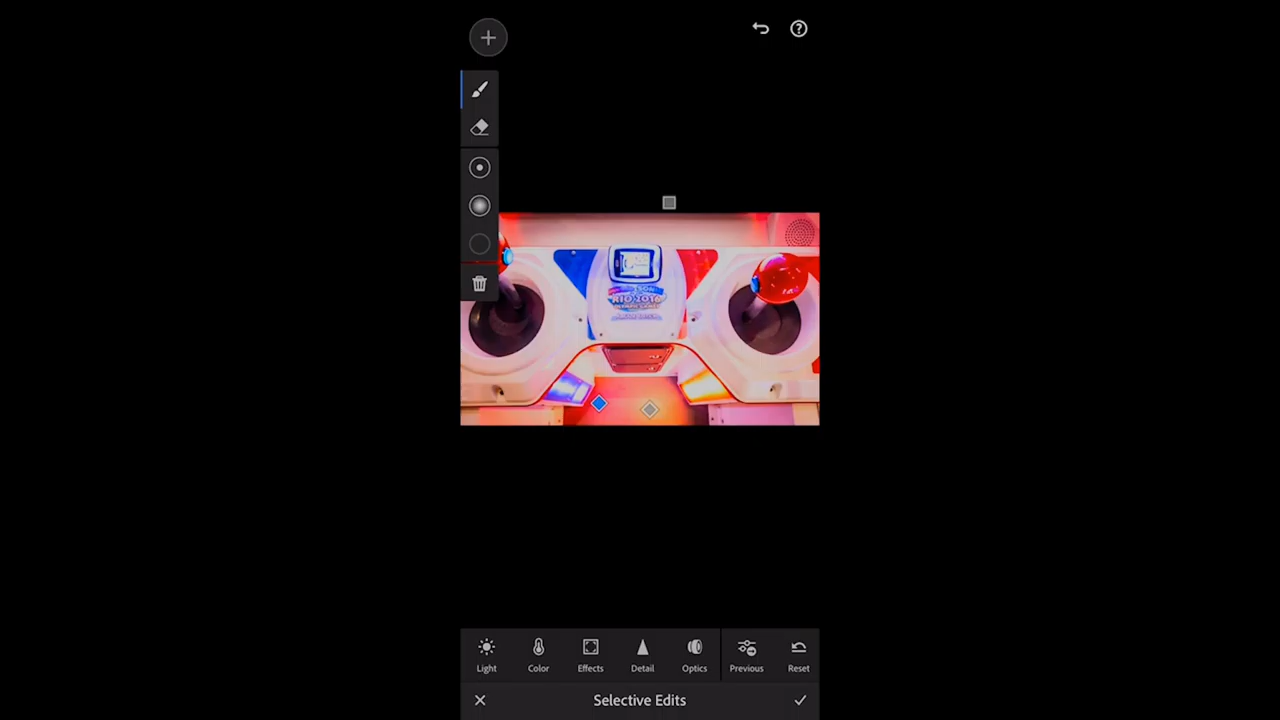 RIO 2016
Light
Color
Effects
Detail
Optics
Previous
Reset
Selective Edits